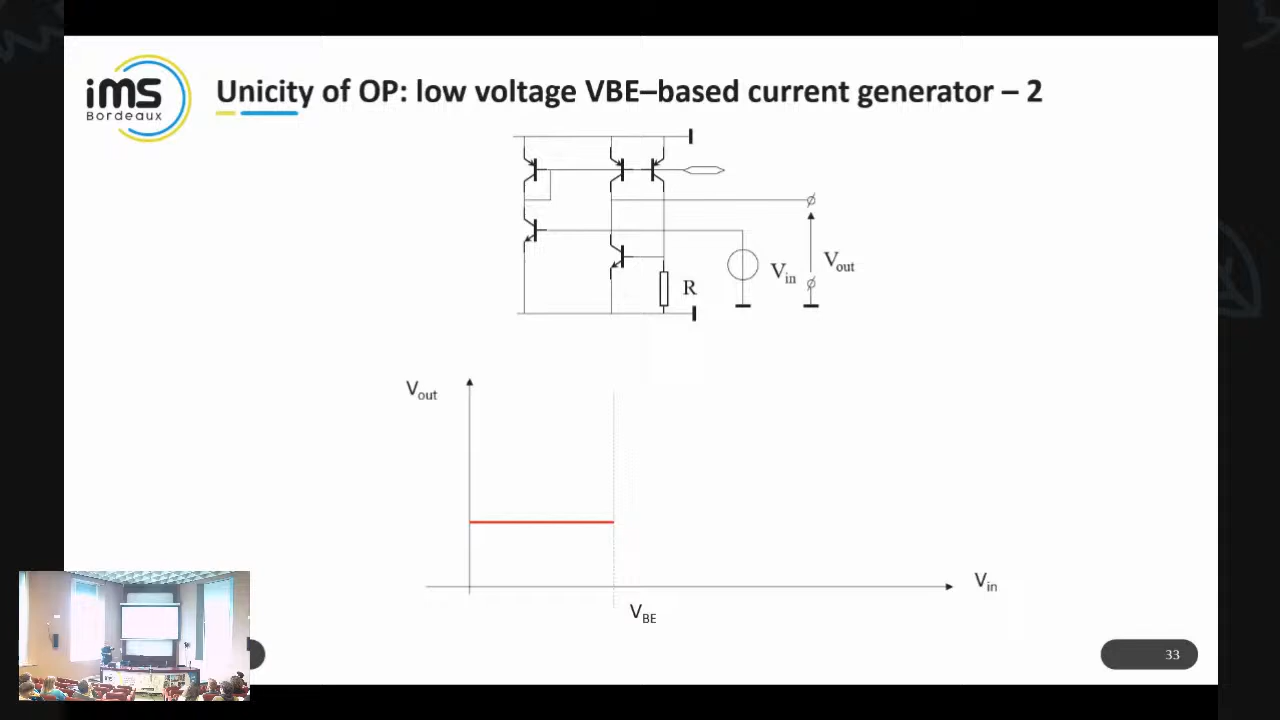 iMS
Bordeaux
Unicity of OP: low voltage VBE–based current generator – 2
R
Vin
Vout
Vout
Vin
VBE
33